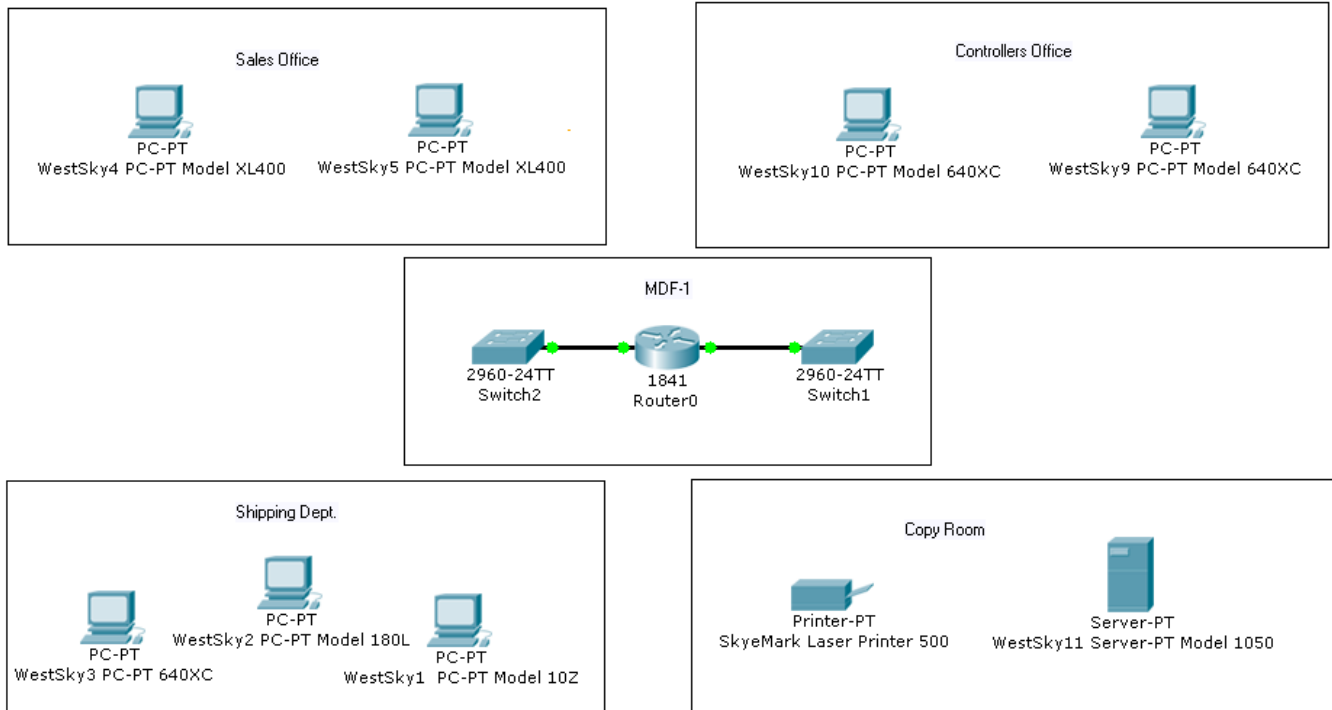 Sales Office
PC-PT
WestSky4 PC-PT Model XL400
PC-PT
WestSky5 PC-PT Model XL400
Controllers Office
PC-PT
WestSky10 PC-PT Model 640XC
PC-PT
WestSky9 PC-PT Model 640XC
MDF-1
2960-24TT
Switch2
1841
Router0
2960-24TT
Switch1
Shipping Dept.
PC-PT
WestSky3 PC-PT 640XC
PC-PT
WestSky2 PC-PT Model 180L
PC-PT
WestSky1 PC-PT Model 10Z
Copy Room
Printer-PT
SkyeMark Laser Printer 500
Server-PT
WestSky11 Server-PT Model 1050